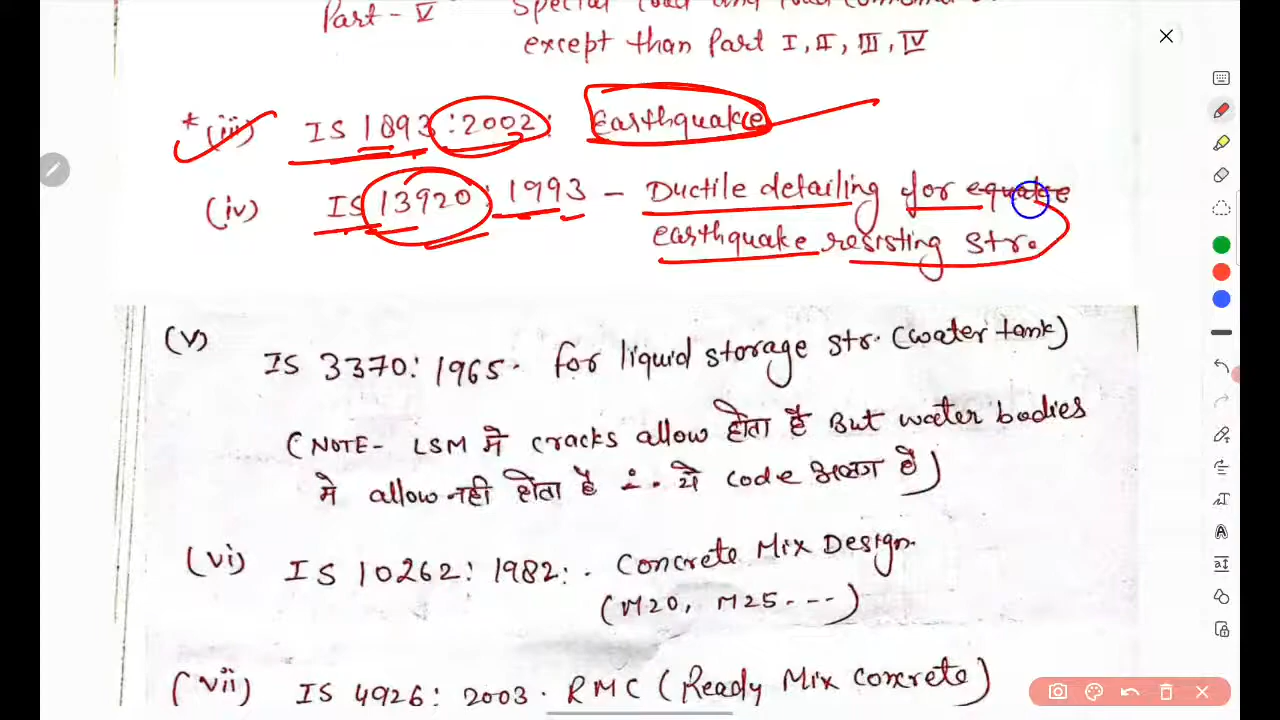 Part - V
except than Part I, II, III, IV
* (iii) IS 1893 : 2002 : Earthquake
(iv) IS 13920 : 1993 - Ductile detailing for equake
earthquake resisting str.
(v) IS 3370 : 1965. for liquid storage str. (water tank)
(NOTE- LSM मे cracks allow होता है But water bodies
मे allow नही होता है ∴ ये code अलग है)
(vi) IS 10262 : 1982 : . Concrete Mix Design.
(M20, M25 - - -)
(vii) IS 4926 : 2003 . RMC (Ready Mix concrete)